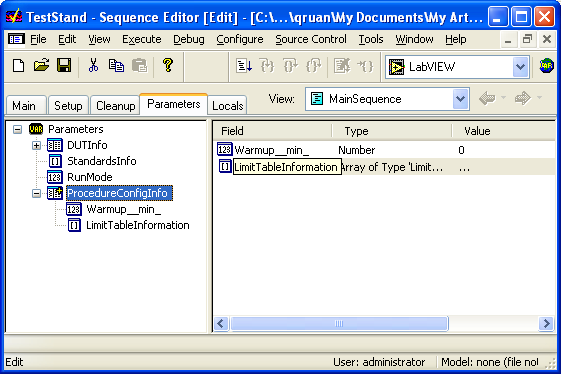 TestStand - Sequence Editor [Edit] - [C:\...\qruan\My Documents\My Art...
File Edit View Execute Debug Configure Source Control Tools Window Help
LabVIEW
Main Setup Cleanup Parameters Locals View: MainSequence
Parameters
DUTInfo
StandardsInfo
RunMode
ProcedureConfigInfo
Warmup__min_
LimitTableInformation
Field Type Value
Warmup__min_ Number 0
LimitTableInformation Array of Type 'Limit... ...
Edit User: administrator Model: none (file no